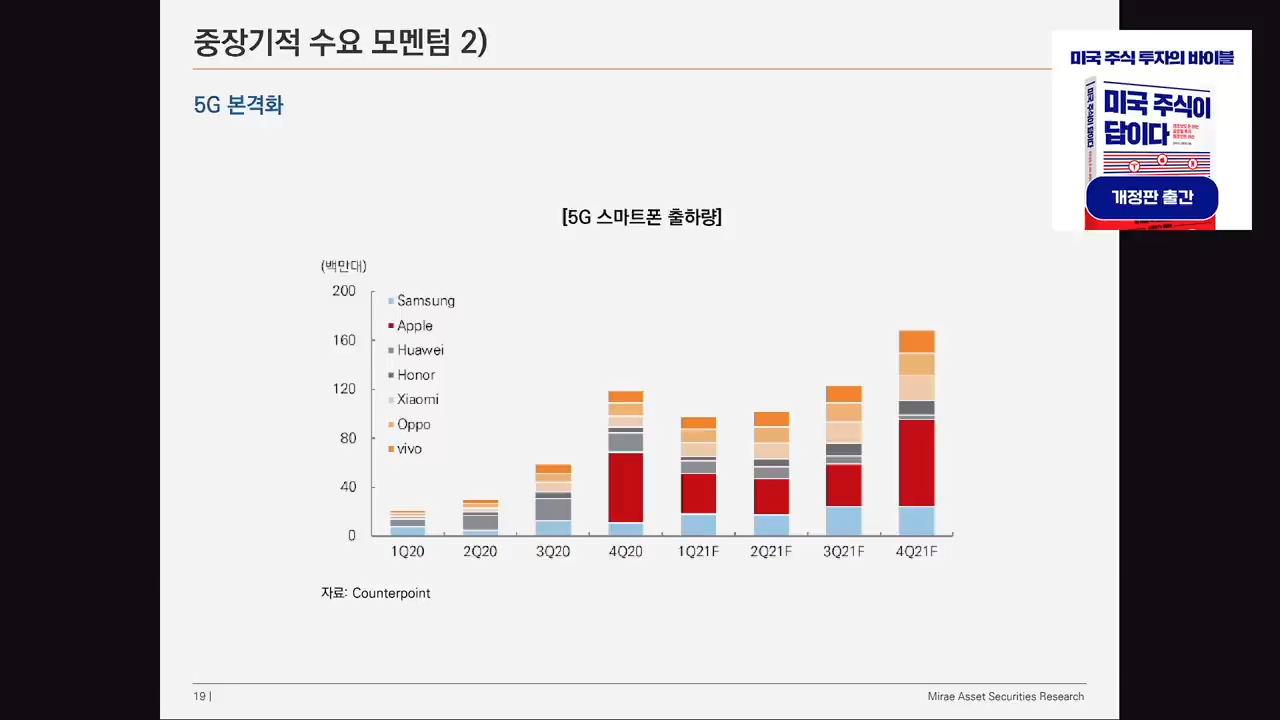 중장기적 수요 모멘텀 2)
5G 본격화
[5G 스마트폰 출하량]
(백만대)
200
160
120
80
40
0
Samsung
Apple
Huawei
Honor
Xiaomi
Oppo
vivo
1Q20
2Q20
3Q20
4Q20
1Q21F
2Q21F
3Q21F
4Q21F
자료: Counterpoint
19 |
Mirae Asset Securities Research
미국 주식 투자의 바이블
미국 주식이
답이다
개정판 출간